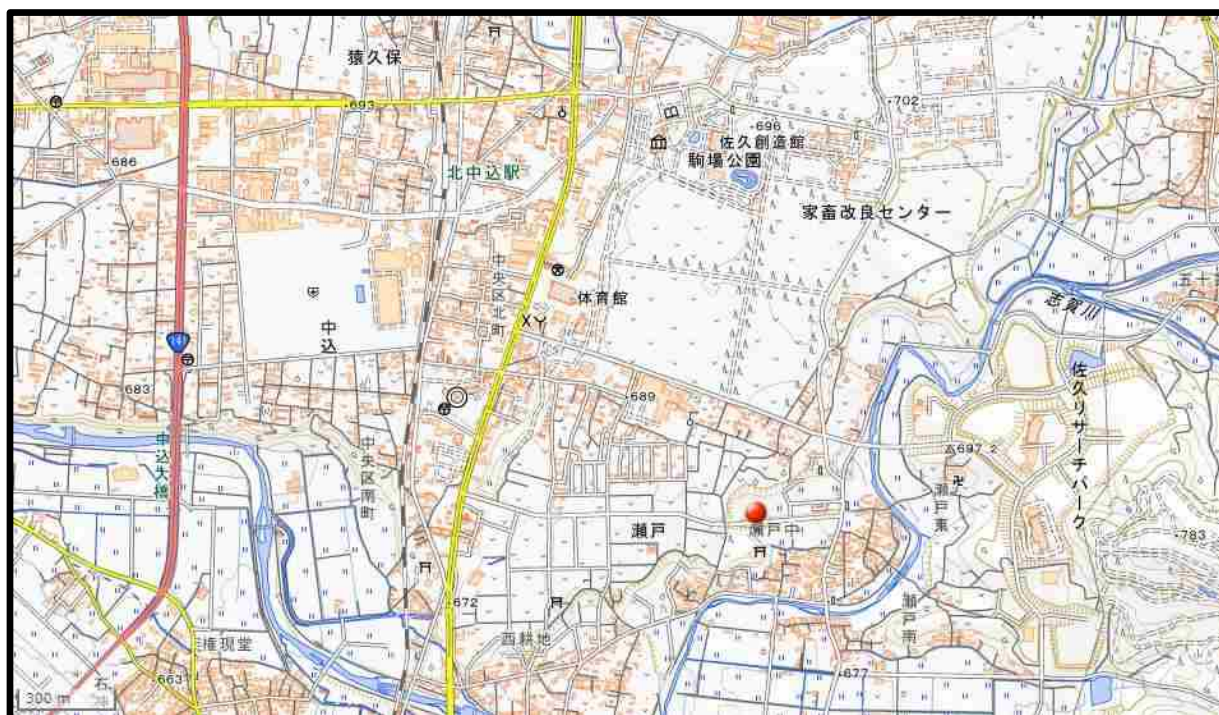 猿久保
・693
・702
・696
佐久創造館
駒場公園
686
北中込駅
家畜改良センター
中央区北町
体育館
志賀川
五十
中込
141
683
・689
佐久リサーチパーク
中込大橋
中央区南町
697.2
瀬戸東
瀬戸
瀬戸中
・783
・672
瀬戸南
西耕地
権現堂
663
・677
石
300 m